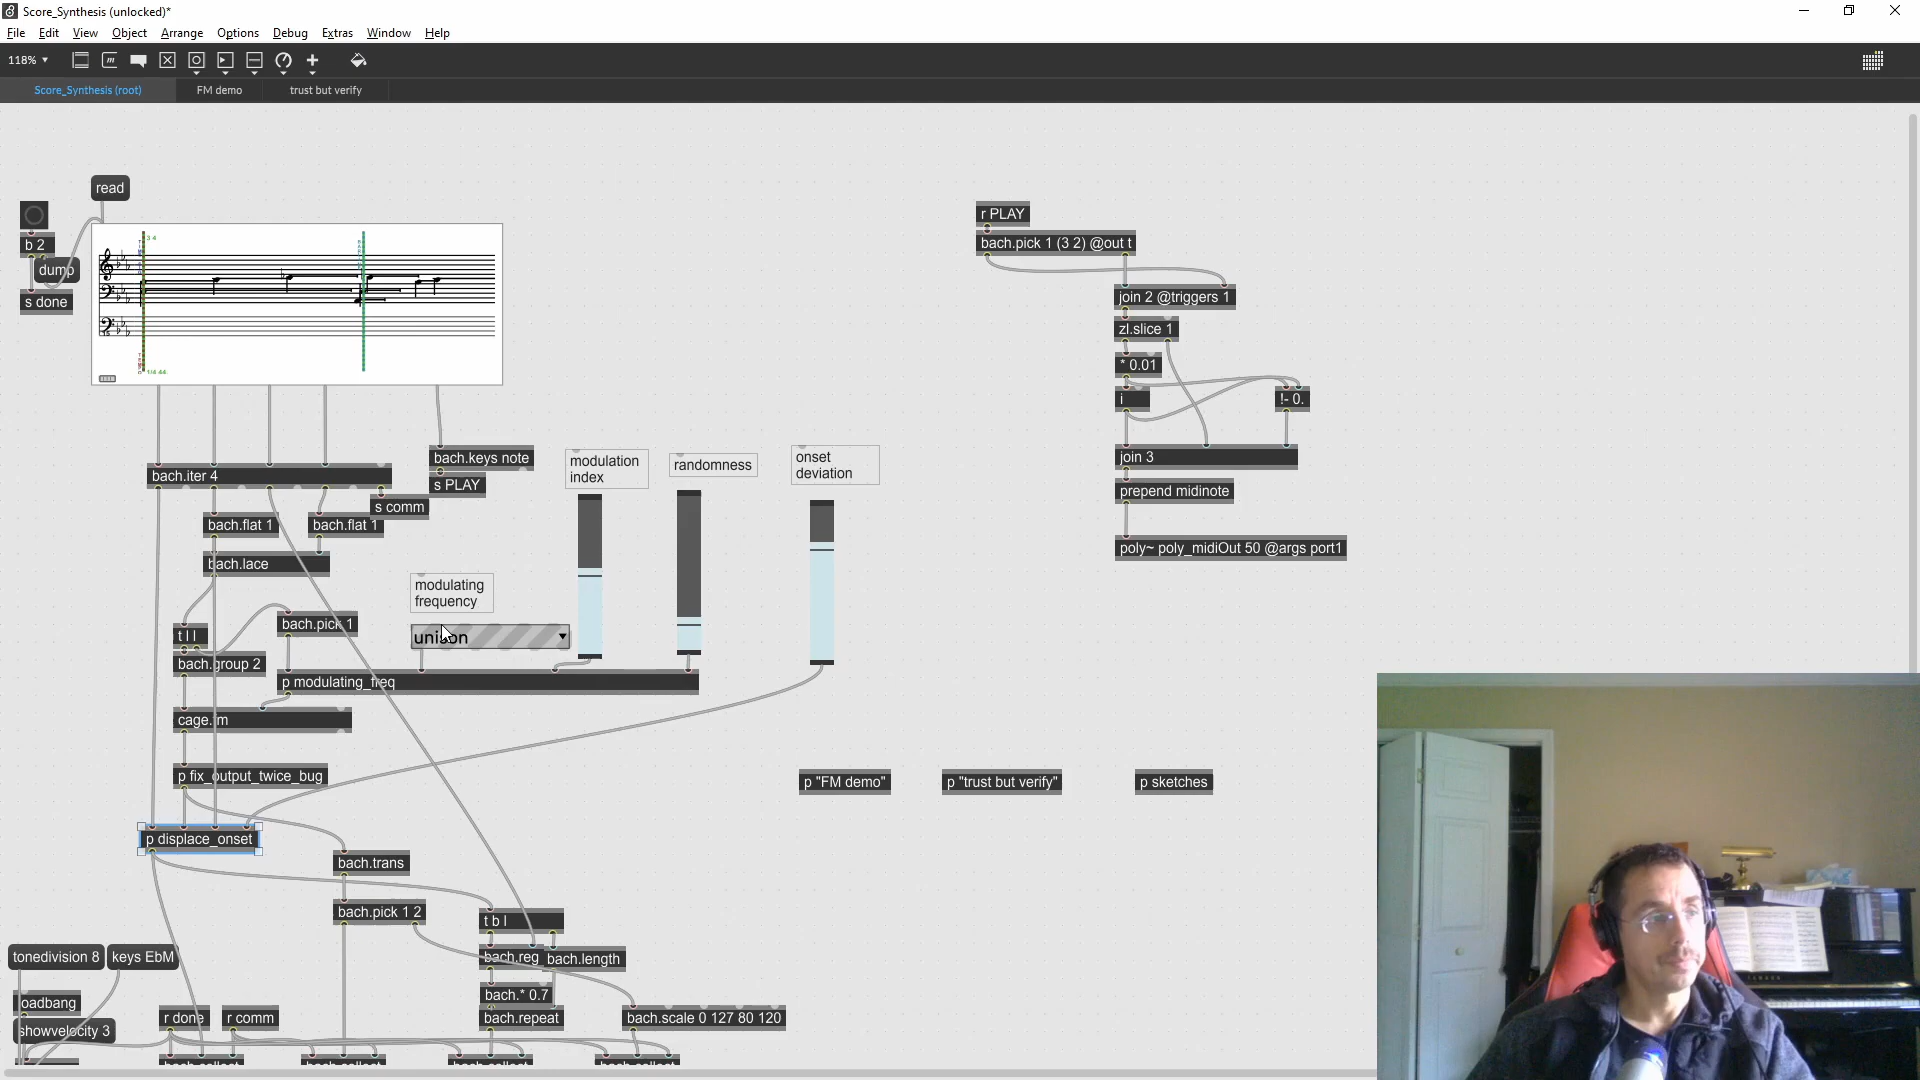 Score_Synthesis (unlocked)*
File Edit View Object Arrange Options Debug Extras Window Help
118%
Score_Synthesis (root) FM demo trust but verify
read
b 2
dump
s done
3 4
r PLAY
bach.pick 1 (3 2) @out t
join 2 @triggers 1
zl.slice 1
* 0.01
i
!- 0.
join 3
prepend midinote
poly~ poly_midiOut 50 @args port1
bach.keys note
s PLAY
bach.iter 4
s comm
bach.flat 1
bach.flat 1
bach.lace
modulation
index
randomness
onset
deviation
modulating
frequency
unison
bach.pick 1
t l l
bach.group 2
p modulating_freq
p fix_output_twice_bug
p displace_onset
p "FM demo"
p "trust but verify"
p sketches
bach.trans
bach.pick 1 2
t b l
bach.reg
bach.length
bach.* 0.7
bach.repeat
bach.scale 0 127 80 120
tonedivision 8
keys EbM
oadbang
showvelocity 3
r done
r comm